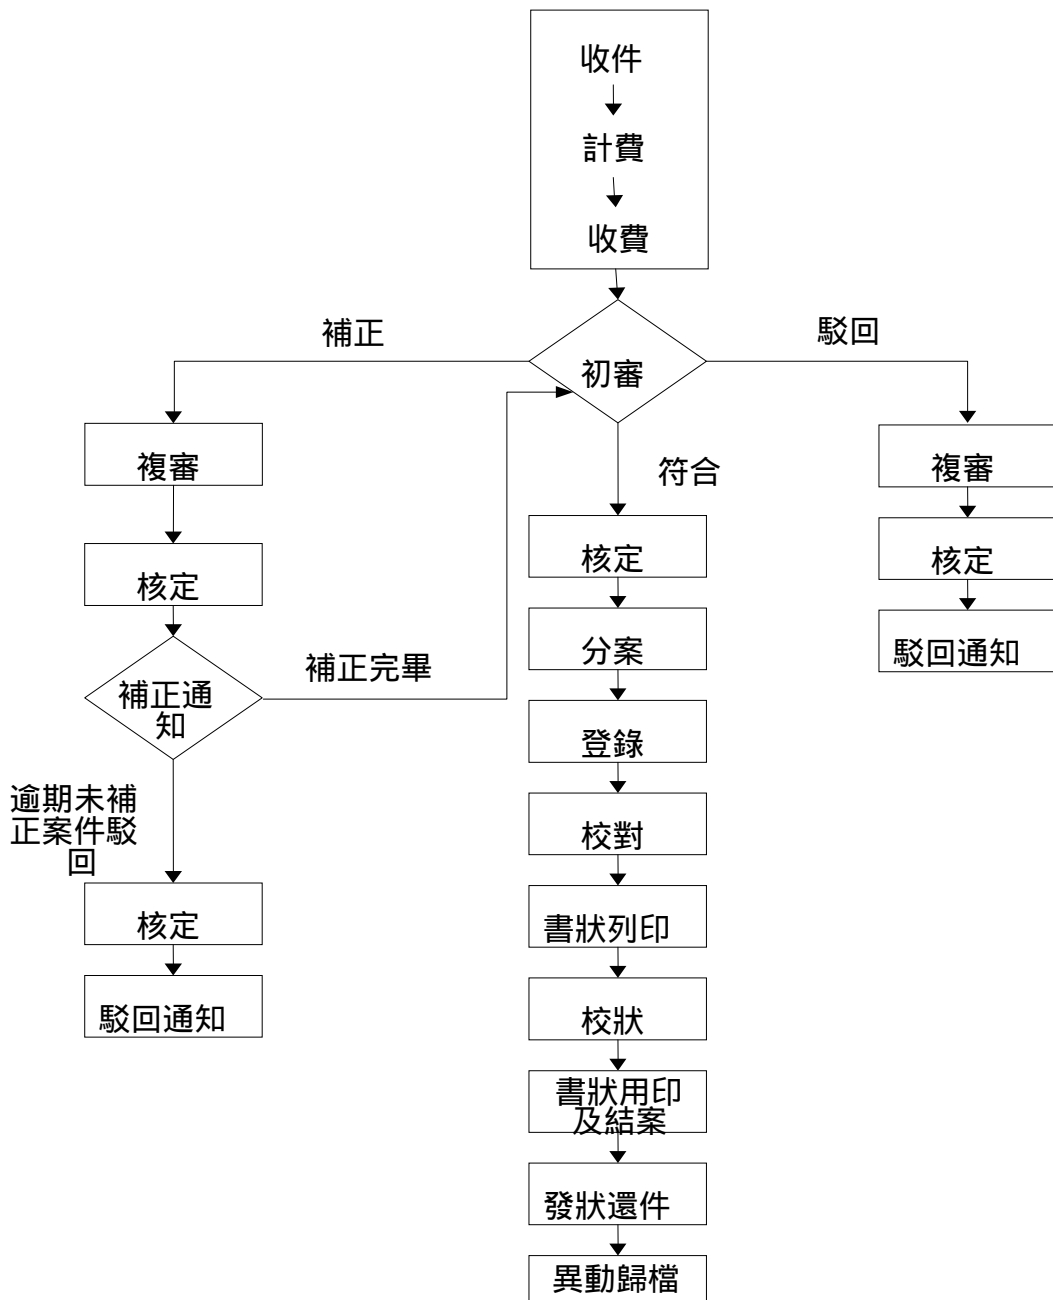 收件
計費
收費
初審
補正
駁回
符合
複審
核定
補正通
知
補正完畢
逾期未補
正案件駁
回
核定
駁回通知
核定
分案
登錄
校對
書狀列印
校狀
書狀用印
及結案
發狀還件
異動歸檔
複審
核定
駁回通知